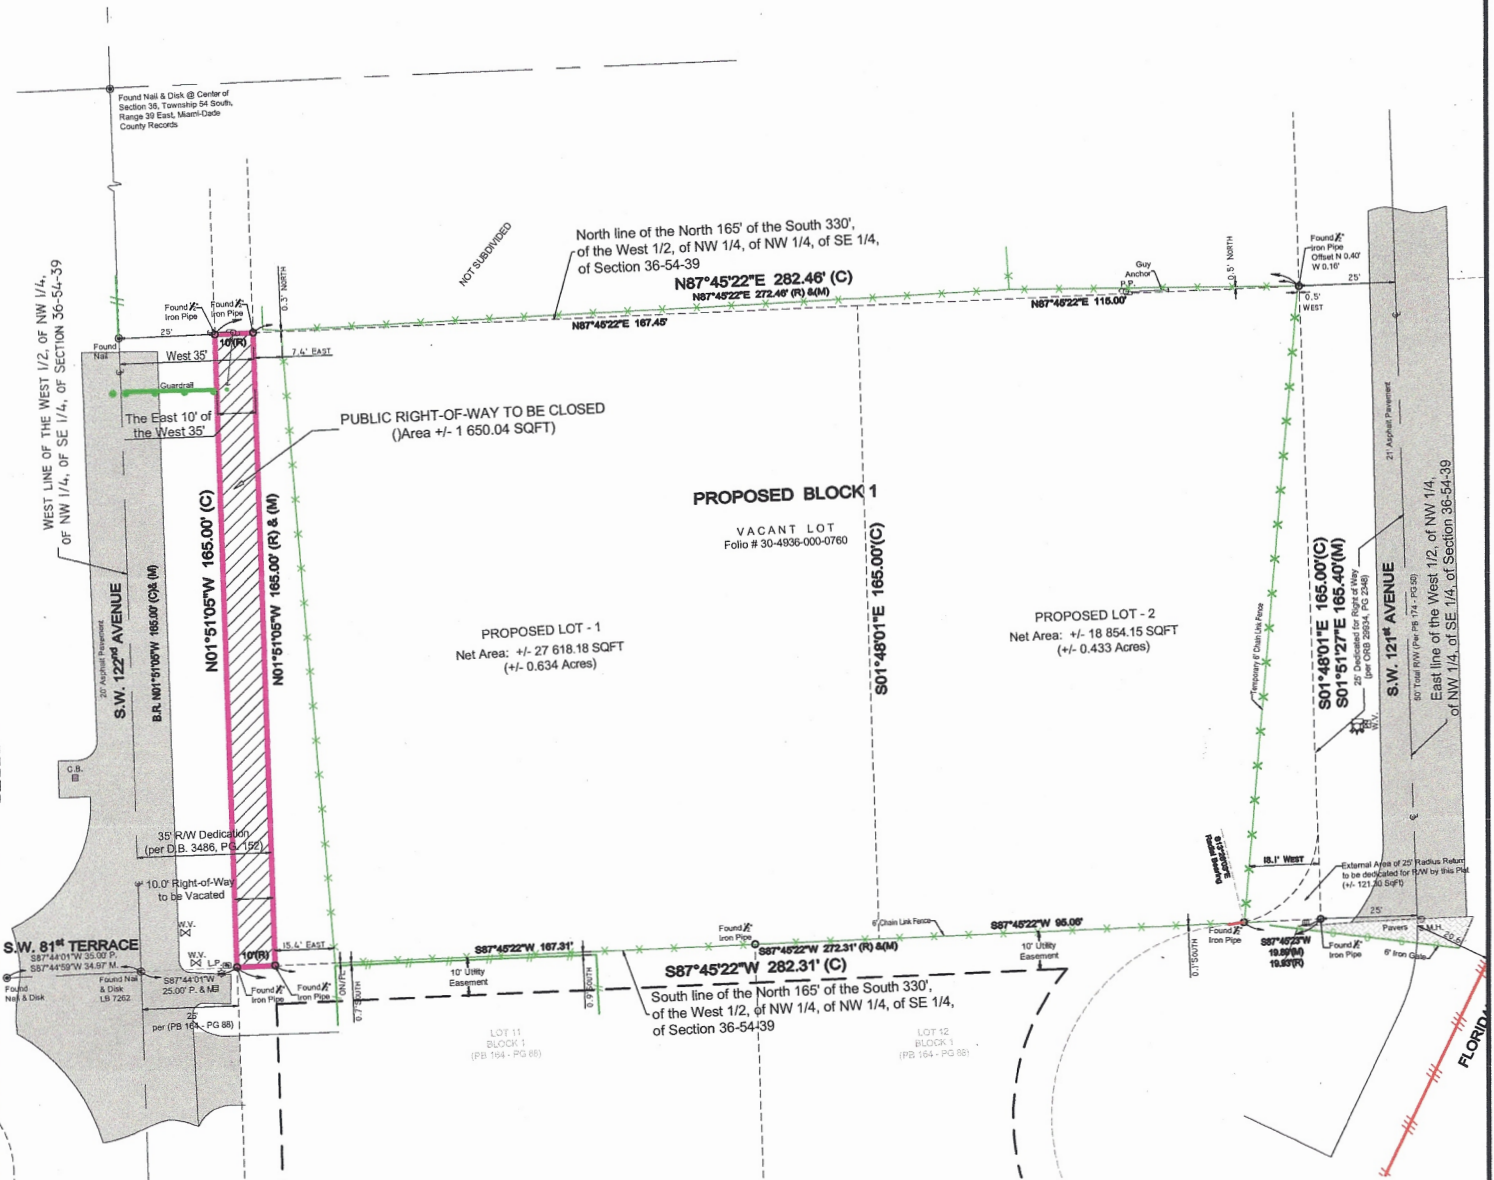 Found Nail & Disk @ Center of
Section 36, Township 54 South,
Range 39 East, Miami-Dade
County Records
WEST LINE OF THE WEST 1/2, OF NW 1/4,
OF NW 1/4, OF SE 1/4, OF SECTION 36-54-39
NOT SUBDIVIDED
North line of the North 165' of the South 330',
of the West 1/2, of NW 1/4, of NW 1/4, of SE 1/4,
of Section 36-54-39
N87°45'22"E 282.46' (C)
N87°45'22"E 272.46' (R) &(M)
N87°45'22"E 167.45'
N87°45'22"E 115.00'
Guy
Anchor
P.P.
0.5' NORTH
Found ½"
Iron Pipe
Offset N 0.40'
W 0.16'
25'
0.5'
WEST
0.3' NORTH
Found ½"
Iron Pipe
Found ½"
Iron Pipe
25'
Found
Nail
10'(R)
West 35'
7.4' EAST
Guardrail
The East 10' of
the West 35'
PUBLIC RIGHT-OF-WAY TO BE CLOSED
()Area +/- 1 650.04 SQFT)
PROPOSED BLOCK 1
VACANT LOT
Folio # 30-4936-000-0760
PROPOSED LOT - 1
Net Area: +/- 27 618.18 SQFT
(+/- 0.634 Acres)
PROPOSED LOT - 2
Net Area: +/- 18 854.15 SQFT
(+/- 0.433 Acres)
20' Asphalt Pavement
S.W. 122nd AVENUE
B.R. N01°51'05"W 165.00' (C)& (M)
N01°51'05"W 165.00' (C)
N01°51'05"W 165.00' (R) & (M)
S01°48'01"E 165.00'(C)
Temporary 6' Chain Link Fence
S01°48'01"E 165.00'(C)
S01°51'27"E 165.40'(M)
25' Dedicated for Right of Way
(per ORB 29934, PG 2348)
W.V.
S.W. 121st AVENUE
21' Asphalt Pavement
50' Total R/W (Per PB 174 - PG 50)
East line of the West 1/2, of NW 1/4,
of NW 1/4, of SE 1/4, of Section 36-54-39
C.B.
35' R/W Dedication
(per D.B. 3486, PG. 152)
10.0' Right-of-Way
to be Vacated
W.V.
W.V.
L.P.
S.W. 81st TERRACE
S87°44'01"W 35.00' P.
S87°44'59"W 34.97' M.
Found
Nail & Disk
Found Nail
& Disk
LB 7262
S87°44'01"W
25.00' P. & M
25'
per (PB 164 - PG 88)
10'(R)
Found ½"
Iron Pipe
Found ½"
Iron Pipe
15.4' EAST
ON/FL
0.7' SOUTH
S87°45'22"W 167.31'
10' Utility
Easement
0.9' SOUTH
Found ½"
Iron Pipe
S87°45'22"W 272.31' (R) &(M)
S87°45'22"W 282.31' (C)
6' Chain Link Fence
S87°45'22"W 95.06'
10' Utility
Easement
South line of the North 165' of the South 330',
of the West 1/2, of NW 1/4, of NW 1/4, of SE 1/4,
of Section 36-54-39
LOT 11
BLOCK 1
(PB 164 - PG 88)
LOT 12
BLOCK 1
(PB 164 - PG 88)
0.1' SOUTH
Radial Bearing
18.1' WEST
External Area of 25' Radius Return
to be dedicated for R/W by this Plat
(+/- 121.30 SqFt)
25'
Found ½"
Iron Pipe
S87°45'23"W
19.93'(R)
Found ½"
Iron Pipe
Pavers
M.H.
20.5'
6' Iron Gate
FLORIDA